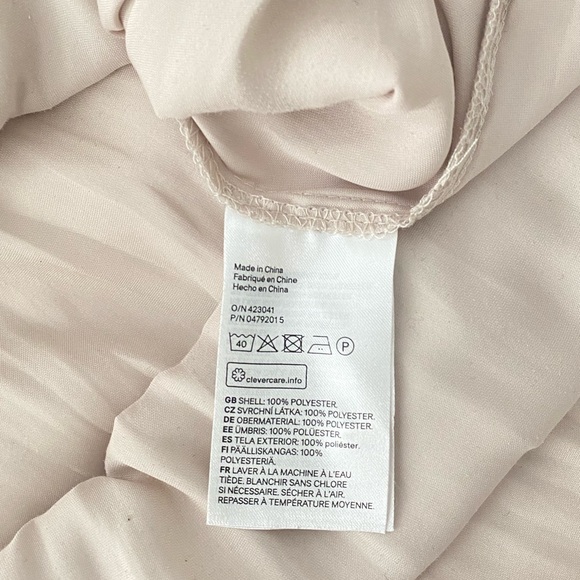 Made in China
Fabriqué en Chine
Hecho en China
O/N 423041
P/N 0479201 5
40 P
clevercare.info
GB SHELL: 100% POLYESTER.
CZ SVRCHNÍ LÁTKA: 100% POLYESTER.
DE OBERMATERIAL: 100% POLYESTER.
EE ÜMBRIS: 100% POLÜESTER.
ES TELA EXTERIOR: 100% poliéster.
FI PÄÄLLISKANGAS: 100%
POLYESTERIÄ.
FR LAVER À LA MACHINE À L'EAU
TIÈDE, BLANCHIR SANS CHLORE
SI NÉCESSAIRE. SÉCHER À L'AIR.
REPASSER À TEMPÉRATURE MOYENNE.